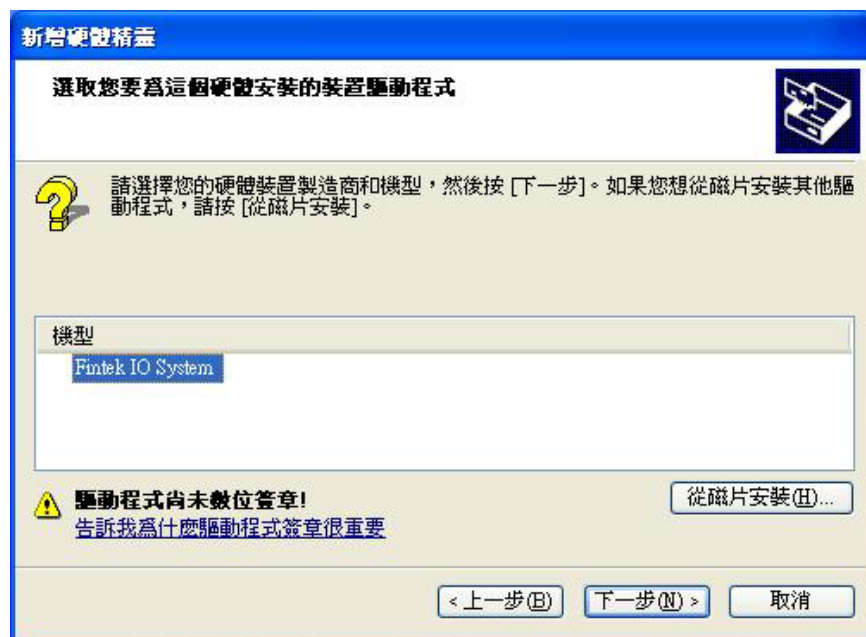 新增硬體精靈
選取您要為這個硬體安裝的裝置驅動程式
請選擇您的硬體裝置製造商和機型，然後按 [下一步]。如果您想從磁片安裝其他驅
動程式，請按 [從磁片安裝]。
機型
Fintek IO System
驅動程式尚未數位簽章!
從磁片安裝(H)...
告訴我為什麼驅動程式簽章很重要
< 上一步(B)
下一步(N) >
取消